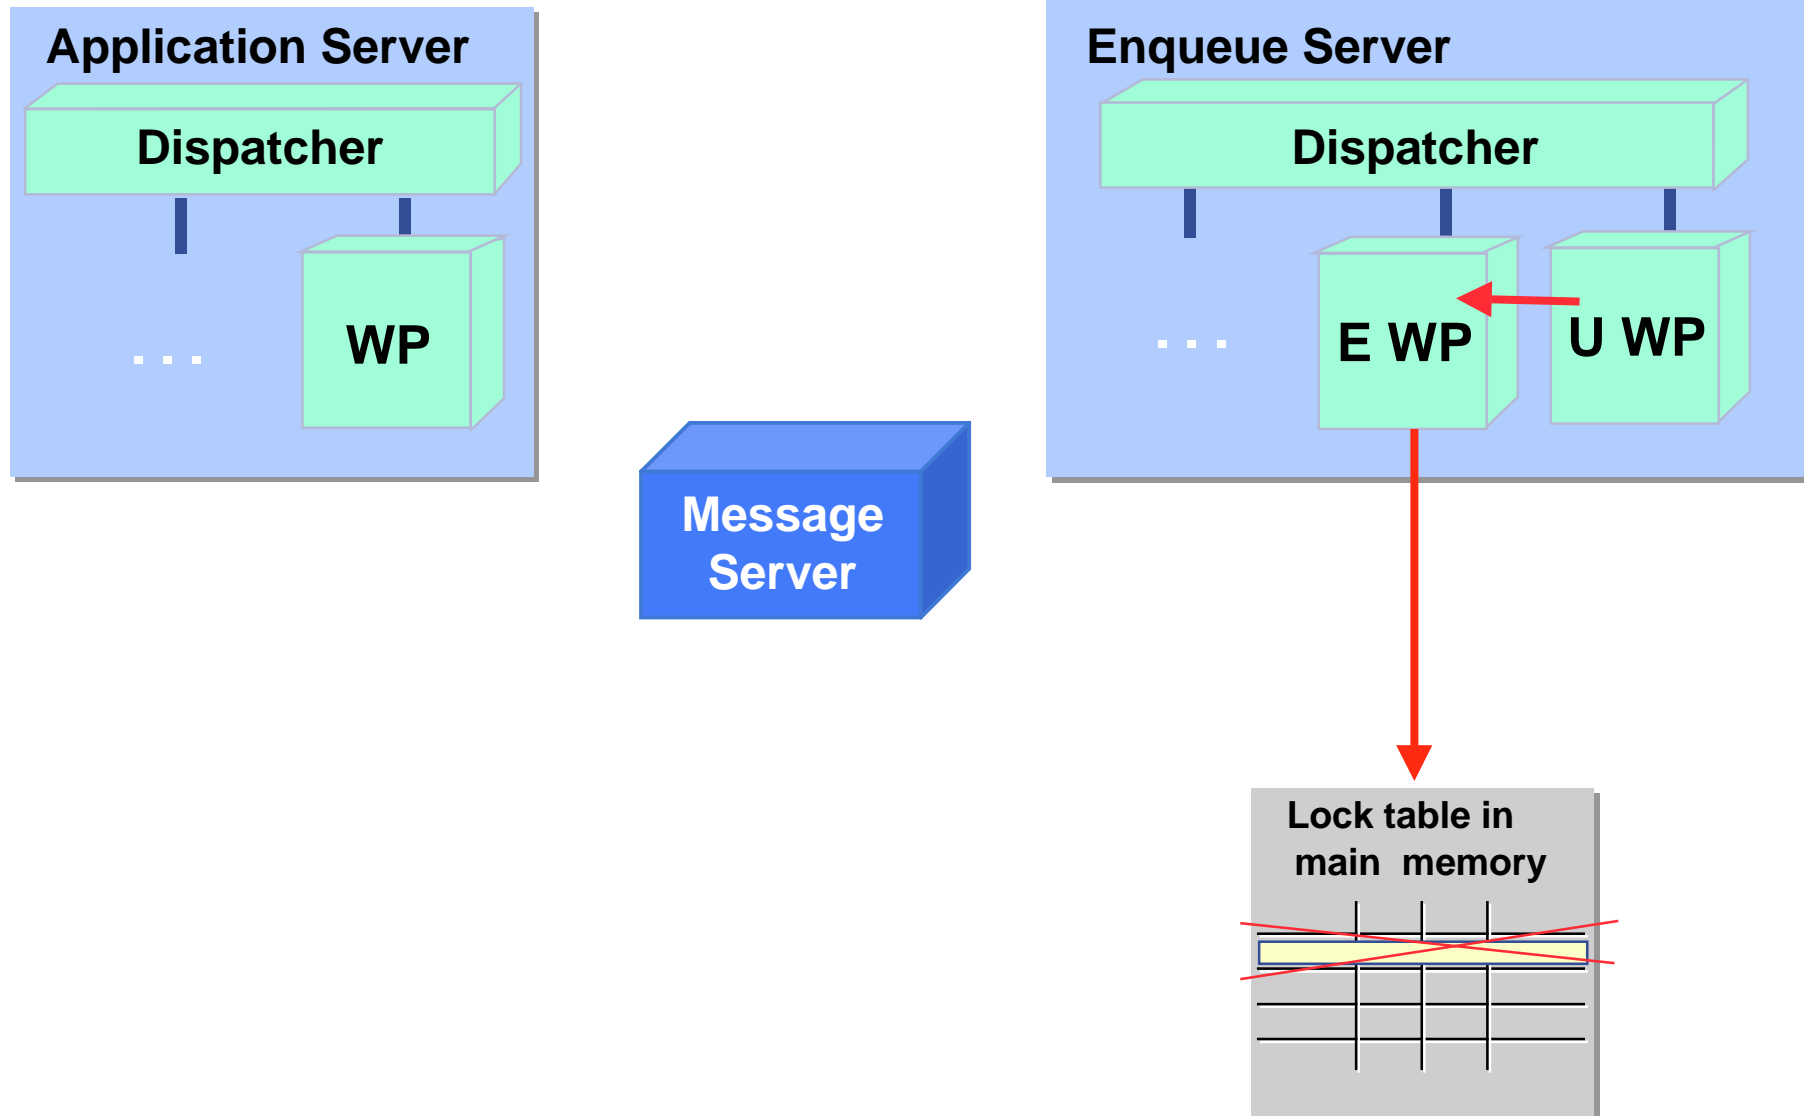 Application Server
Dispatcher
. . .
WP
Enqueue Server
Dispatcher
. . .
E WP
U WP
Message
Server
Lock table in
main memory